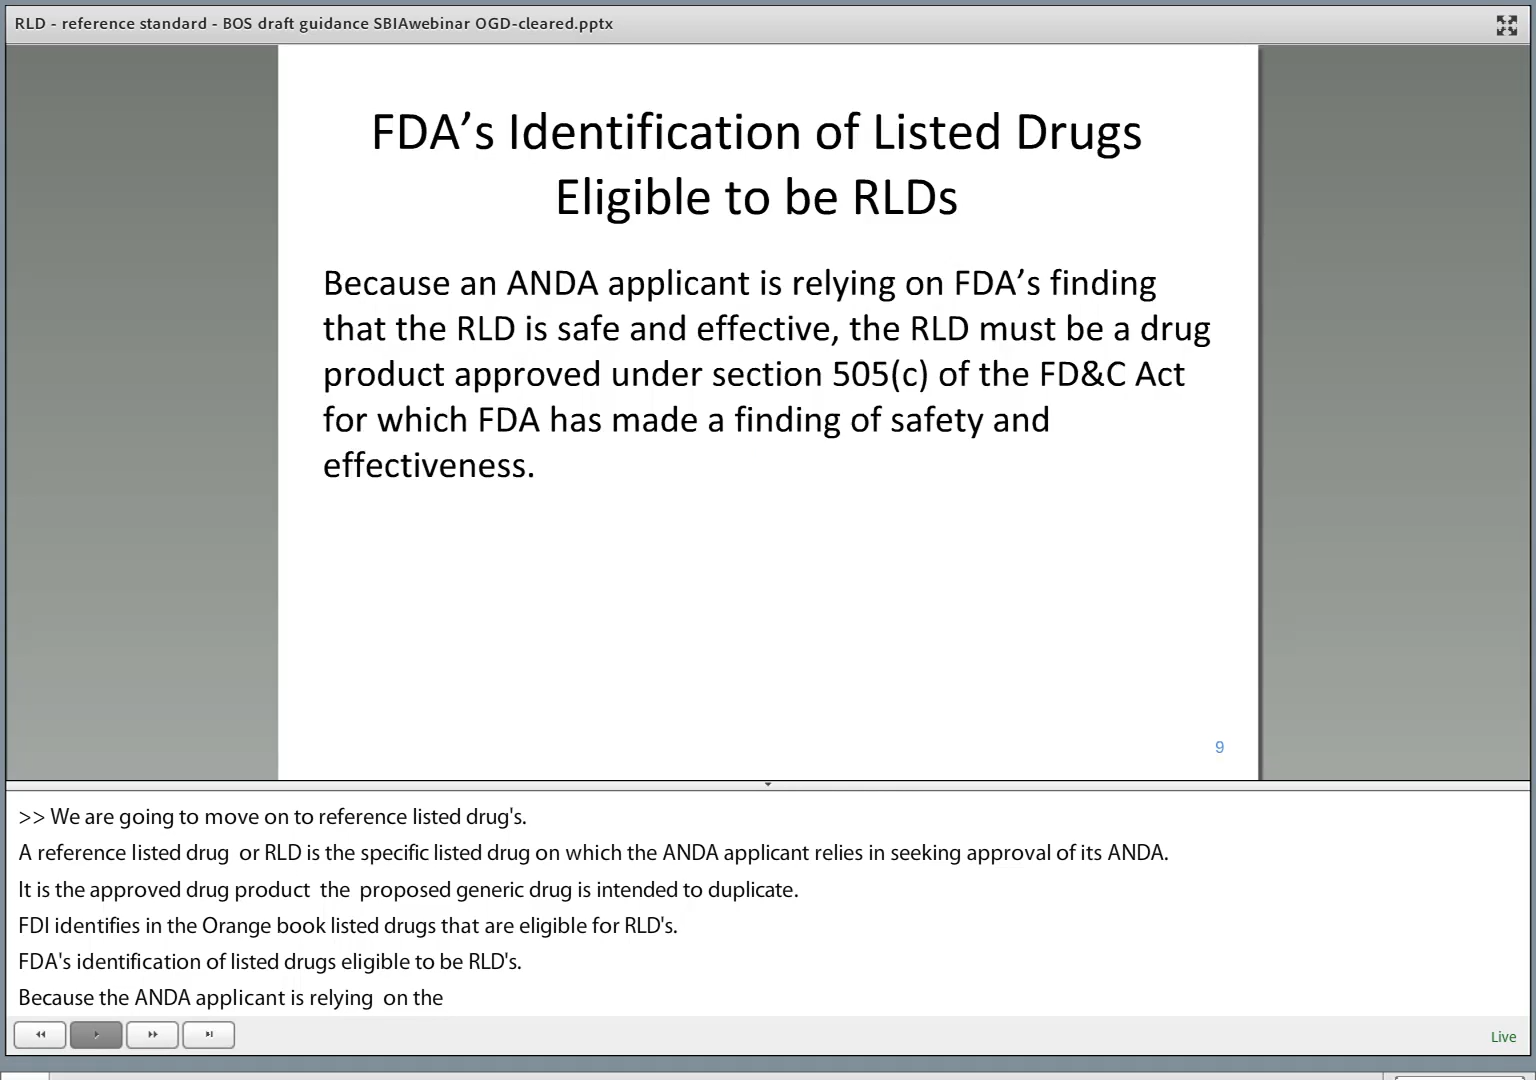 RLD - reference standard - BOS draft guidance SBIAwebinar OGD-cleared.pptx
FDA’s Identification of Listed Drugs
Eligible to be RLDs
Because an ANDA applicant is relying on FDA’s finding
that the RLD is safe and effective, the RLD must be a drug
product approved under section 505(c) of the FD&C Act
for which FDA has made a finding of safety and
effectiveness.
9
>> We are going to move on to reference listed drug's.
A reference listed drug  or RLD is the specific listed drug on which the ANDA applicant relies in seeking approval of its ANDA.
It is the approved drug product  the  proposed generic drug is intended to duplicate.
FDI identifies in the Orange book listed drugs that are eligible for RLD's.
FDA's identification of listed drugs eligible to be RLD's.
Because the ANDA applicant is relying  on the
Live